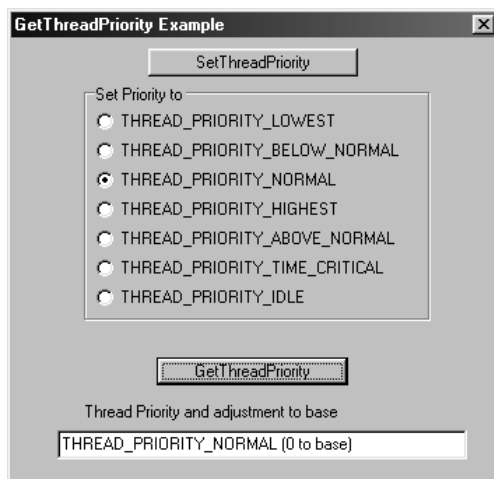 GetThreadPriority Example
SetThreadPriority
Set Priority to
THREAD_PRIORITY_LOWEST
THREAD_PRIORITY_BELOW_NORMAL
THREAD_PRIORITY_NORMAL
THREAD_PRIORITY_HIGHEST
THREAD_PRIORITY_ABOVE_NORMAL
THREAD_PRIORITY_TIME_CRITICAL
THREAD_PRIORITY_IDLE
GetThreadPriority
Thread Priority and adjustment to base
THREAD_PRIORITY_NORMAL (0 to base)